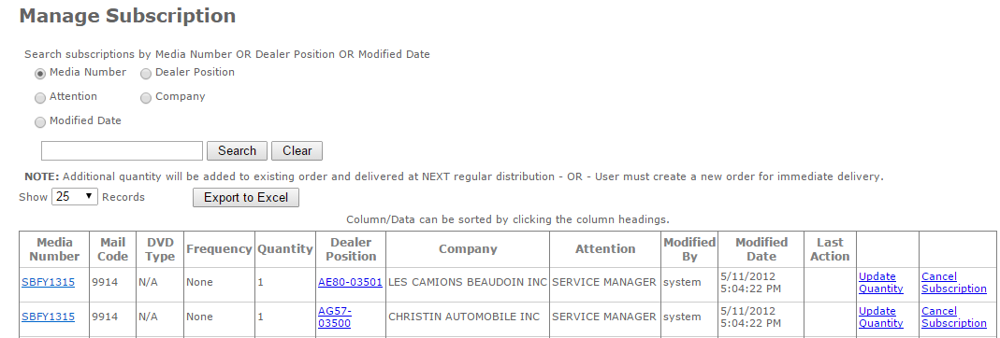 Manage Subscription
Search subscriptions by Media Number OR Dealer Position OR Modified Date
Media Number Dealer Position
Attention Company
Modified Date
Search Clear
NOTE: Additional quantity will be added to existing order and delivered at NEXT regular distribution - OR - User must create a new order for immediate delivery.
Show 25 Records Export to Excel
Column/Data can be sorted by clicking the column headings.
Media Number Mail Code DVD Type Frequency Quantity Dealer Position Company Attention Modified By Modified Date Last Action
SBFY1315 9914 N/A None 1 AE80-03501 LES CAMIONS BEAUDOIN INC SERVICE MANAGER system 5/11/2012 5:04:22 PM Update Quantity Cancel Subscription
SBFY1315 9914 N/A None 1 AG57-03500 CHRISTIN AUTOMOBILE INC SERVICE MANAGER system 5/11/2012 5:04:22 PM Update Quantity Cancel Subscription